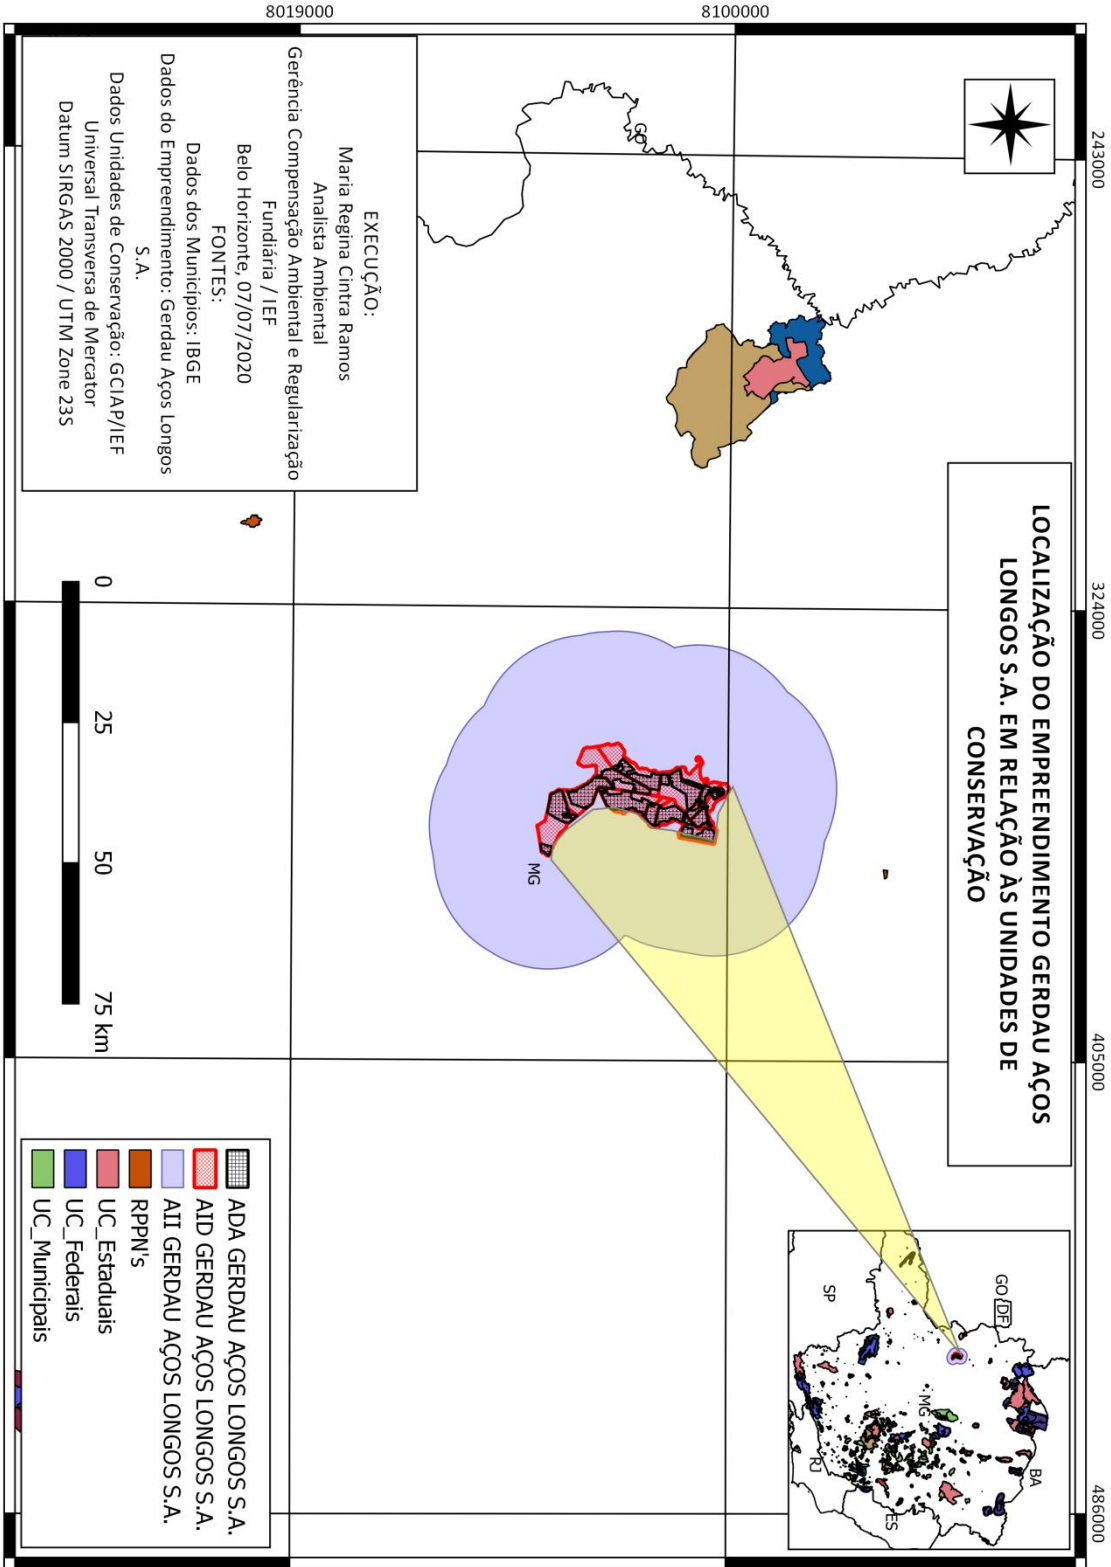 LOCALIZAÇÃO DO EMPREENDIMENTO GERDAU AÇOS
LONGOS S.A. EM RELAÇÃO ÀS UNIDADES DE
CONSERVAÇÃO
243000
324000
405000
486000
8100000
8019000
GO
MG
GO
DF
BA
MG
SP
ES
RJ
EXECUÇÃO:
Maria Regina Cintra Ramos
Analista Ambiental
Gerência Compensação Ambiental e Regularização
Fundiária / IEF
Belo Horizonte, 07/07/2020
FONTES:
Dados dos Municípios: IBGE
Dados do Empreendimento: Gerdau Aços Longos
S.A.
Dados Unidades de Conservação: GCIAP/IEF
Universal Transversa de Mercator
Datum SIRGAS 2000 / UTM Zone 23S
0 25 50 75 km
ADA GERDAU AÇOS LONGOS S.A.
AID GERDAU AÇOS LONGOS S.A.
AII GERDAU AÇOS LONGOS S.A.
RPPN's
UC_Estaduais
UC_Federais
UC_Municipais